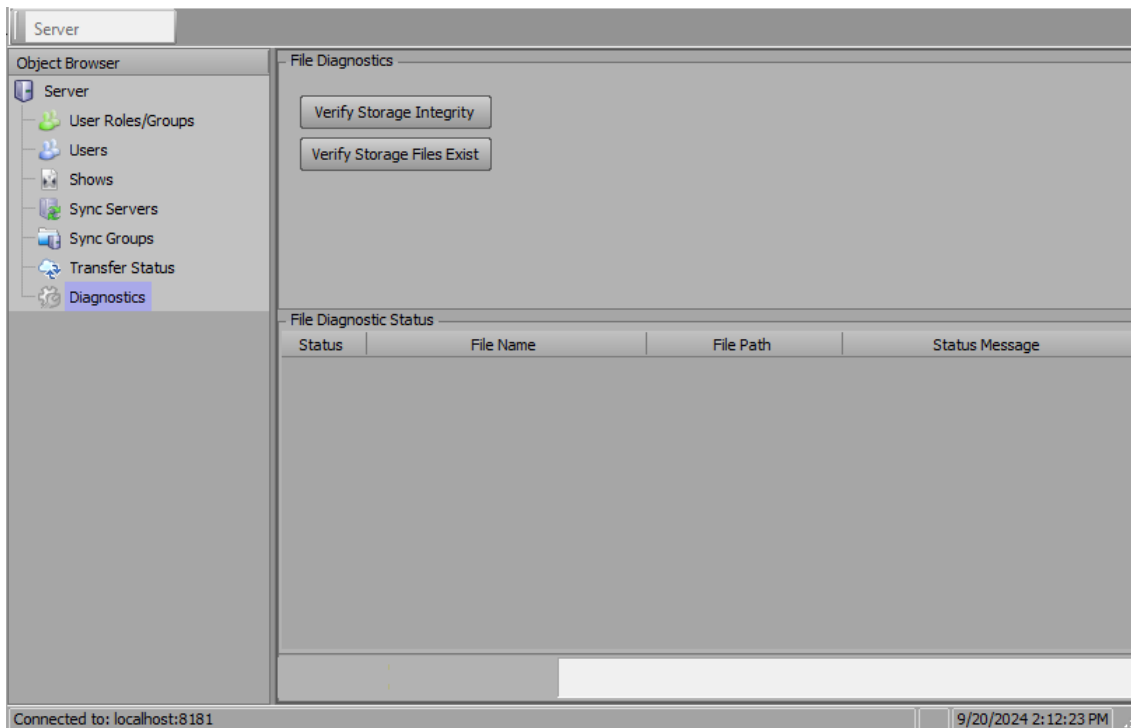 Server
Object Browser
Server
User Roles/Groups
Users
Shows
Sync Servers
Sync Groups
Transfer Status
Diagnostics
File Diagnostics
Verify Storage Integrity
Verify Storage Files Exist
File Diagnostic Status
Status File Name File Path Status Message
Connected to: localhost:8181 9/20/2024 2:12:23 PM